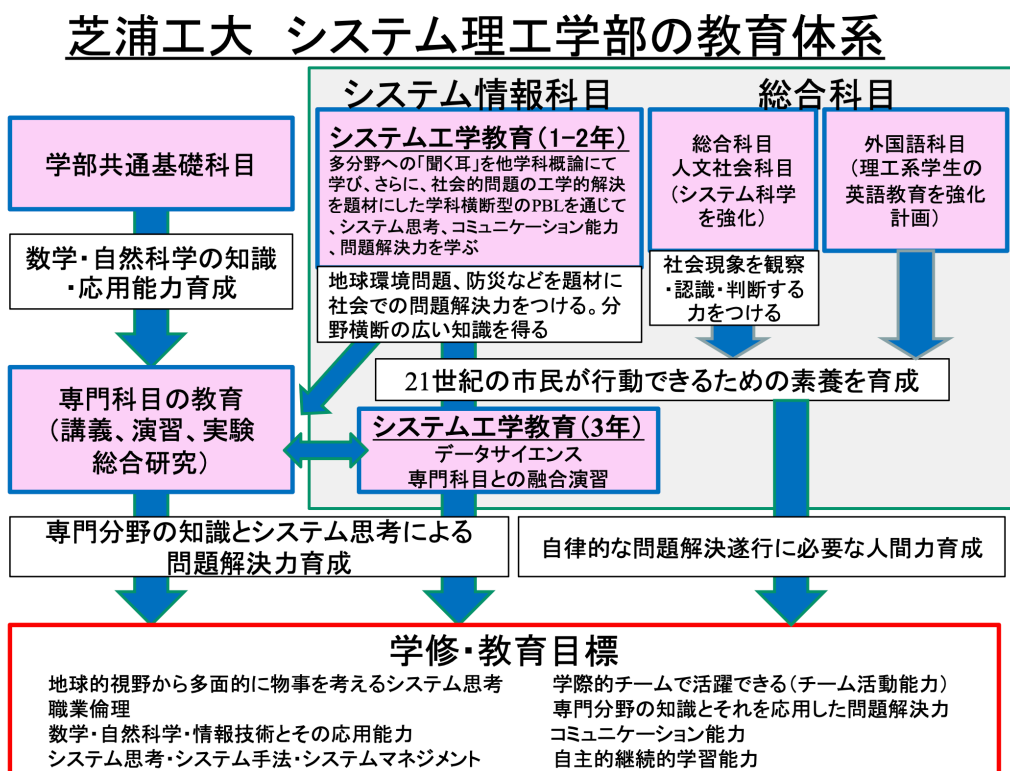 芝浦工大 システム理工学部の教育体系
システム情報科目
総合科目
学部共通基礎科目
数学・自然科学の知識
・応用能力育成
専門科目の教育
(講義、演習、実験
総合研究)
システム工学教育(1-2年)
多分野への「聞く耳」を他学科概論にて
学び、さらに、社会的問題の工学的解決
を題材にした学科横断型のPBLを通じて
、システム思考、コミュニケーション能力
、問題解決力を学ぶ
地球環境問題、防災などを題材に
社会での問題解決力をつける。分
野横断の広い知識を得る
総合科目
人文社会科目
(システム科学
を強化)
社会現象を観察
・認識・判断する
力をつける
外国語科目
(理工系学生の
英語教育を強化
計画)
21世紀の市民が行動できるための素養を育成
システム工学教育(3年)
データサイエンス
専門科目との融合演習
専門分野の知識とシステム思考による
問題解決力育成
自律的な問題解決遂行に必要な人間力育成
学修・教育目標
地球的視野から多面的に物事を考えるシステム思考
職業倫理
数学・自然科学・情報技術とその応用能力
システム思考・システム手法・システムマネジメント
学際的チームで活躍できる(チーム活動能力)
専門分野の知識とそれを応用した問題解決力
コミュニケーション能力
自主的継続的学習能力